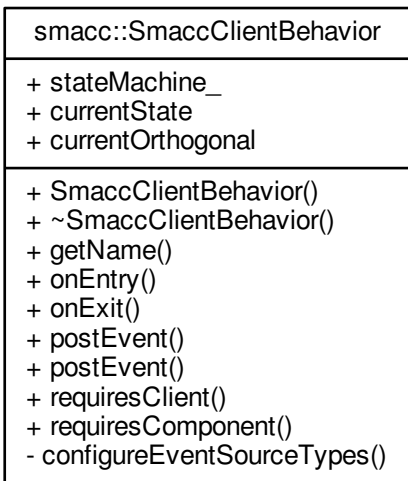 smacc::SmaccClientBehavior
+ stateMachine_
+ currentState
+ currentOrthogonal
+ SmaccClientBehavior()
+ ~SmaccClientBehavior()
+ getName()
+ onEntry()
+ onExit()
+ postEvent()
+ postEvent()
+ requiresClient()
+ requiresComponent()
- configureEventSourceTypes()